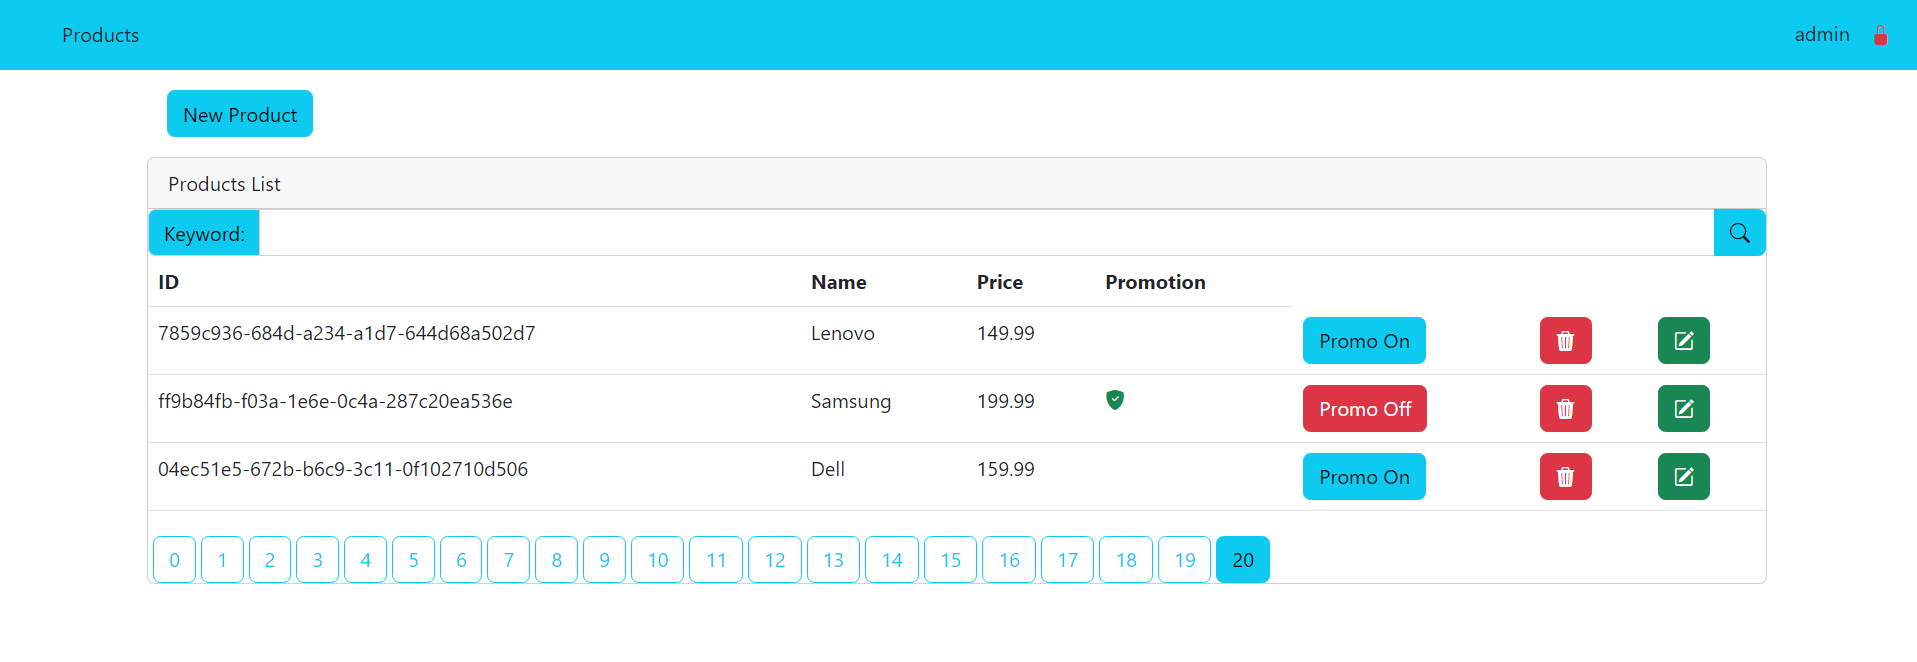 Products admin
New Product
Products List
Keyword:
ID Name Price Promotion
7859c936-684d-a234-a1d7-644d68a502d7 Lenovo 149.99 Promo On
ff9b84fb-f03a-1e6e-0c4a-287c20ea536e Samsung 199.99 Promo Off
04ec51e5-672b-b6c9-3c11-0f102710d506 Dell 159.99 Promo On
0 1 2 3 4 5 6 7 8 9 10 11 12 13 14 15 16 17 18 19 20